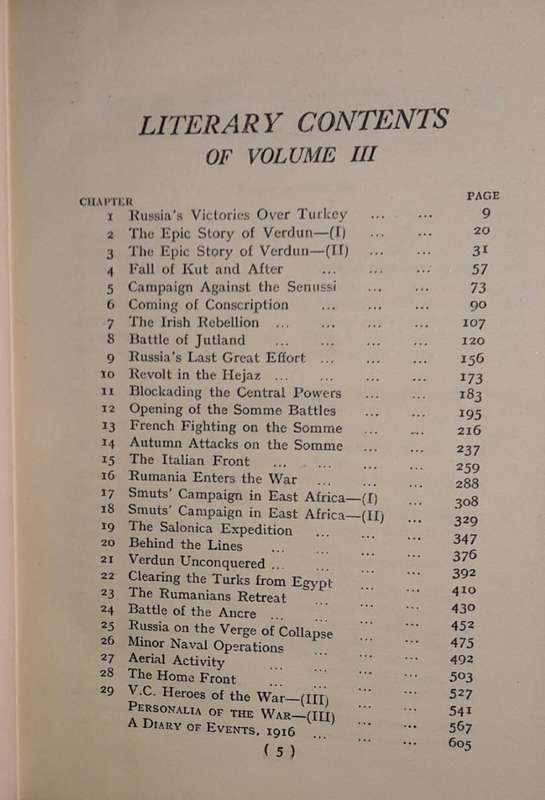 LITERARY CONTENTS
OF VOLUME III
CHAPTER PAGE
1 Russia's Victories Over Turkey ... ... 9
2 The Epic Story of Verdun—(I) ... ... 20
3 The Epic Story of Verdun—(II) ... ... 31
4 Fall of Kut and After ... ... ... 57
5 Campaign Against the Senussi ... ... 73
6 Coming of Conscription ... ... ... 90
7 The Irish Rebellion ... ... ... ... 107
8 Battle of Jutland ... ... ... ... 120
9 Russia's Last Great Effort ... ... ... 156
10 Revolt in the Hejaz ... ... ... ... 173
11 Blockading the Central Powers ... ... 183
12 Opening of the Somme Battles ... ... 195
13 French Fighting on the Somme ... ... 216
14 Autumn Attacks on the Somme ... ... 237
15 The Italian Front ... ... ... ... 259
16 Rumania Enters the War ... ... ... 288
17 Smuts' Campaign in East Africa—(I) ... 308
18 Smuts' Campaign in East Africa—(II) ... 329
19 The Salonica Expedition ... ... ... 347
20 Behind the Lines ... ... ... 376
21 Verdun Unconquered ... ... ... ... 392
22 Clearing the Turks from Egypt ... ... 410
23 The Rumanians Retreat ... ... ... 430
24 Battle of the Ancre ... ... ... ... 452
25 Russia on the Verge of Collapse ... ... 475
26 Minor Naval Operations ... ... ... 492
27 Aerial Activity ... ... ... ... 503
28 The Home Front ... ... ... ... 527
29 V.C. Heroes of the War—(III) ... ... 541
PERSONALIA OF THE WAR—(III) ... ... 567
A DIARY OF EVENTS, 1916 ... ... ... 605
( 5 )